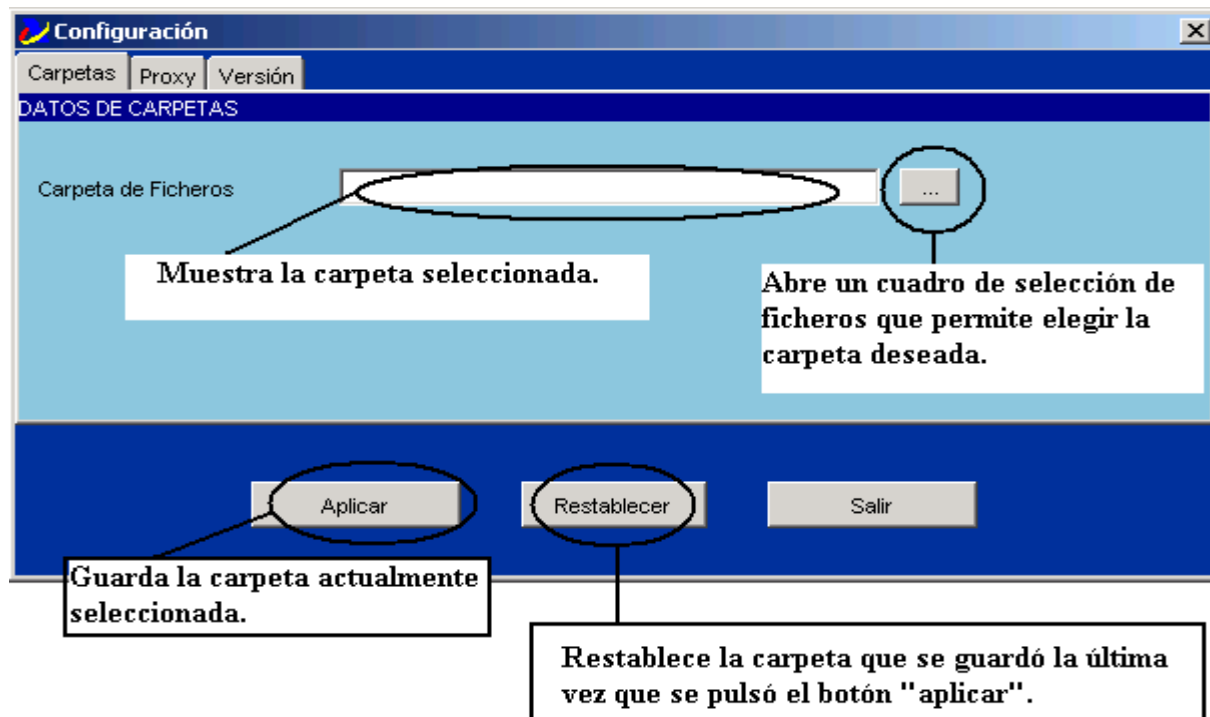 Configuración
Carpetas Proxy Versión
DATOS DE CARPETAS
Carpeta de Ficheros
...
Muestra la carpeta seleccionada.
Abre un cuadro de selección de
ficheros que permite elegir la
carpeta deseada.
Aplicar Restablecer Salir
Guarda la carpeta actualmente
seleccionada.
Restablece la carpeta que se guardó la última
vez que se pulsó el botón "aplicar".